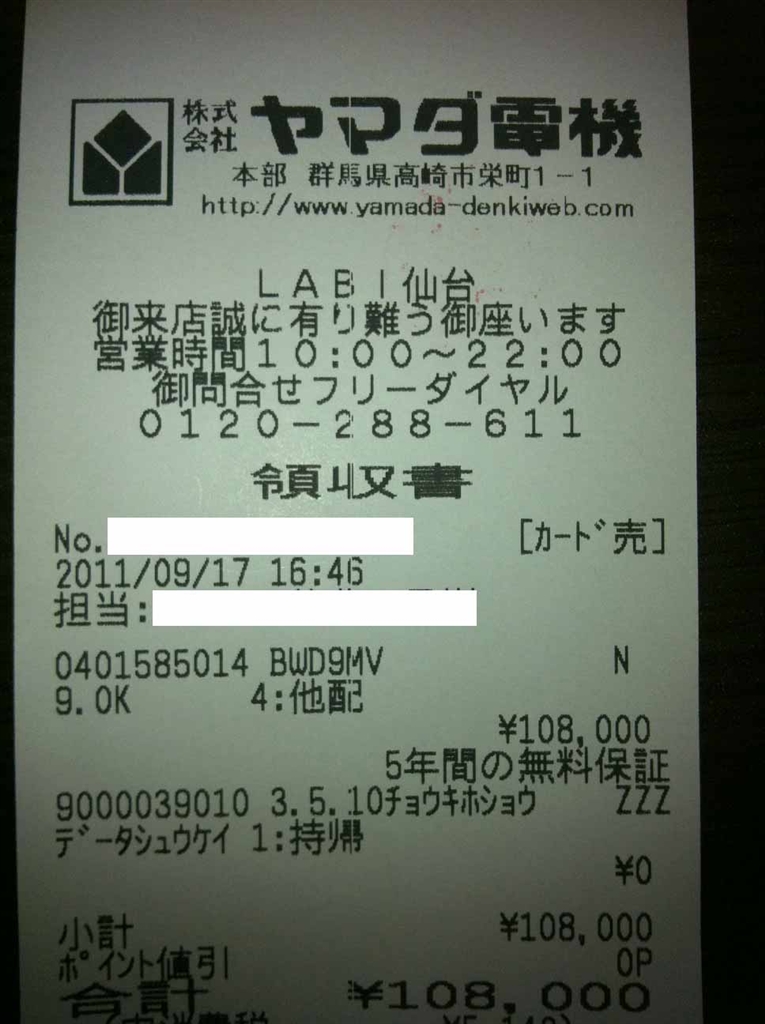 株式会社 ヤマダ電機
本部 群馬県高崎市栄町1-1
http://www.yamada-denkiweb.com
LABI仙台
御来店誠に有り難う御座います
営業時間10:00~22:00
御問合せフリーダイヤル
0120-288-611
領収書
No. [カード売]
2011/09/17 16:46
担当:
0401585014 BWD9MV N
9.0K 4:他配
¥108,000
5年間の無料保証
9000039010 3.5.10チョウキホショウ ZZZ
データシュウケイ 1:持帰
¥0
小計 ¥108,000
ポイント値引 0P
合計 ¥108,000